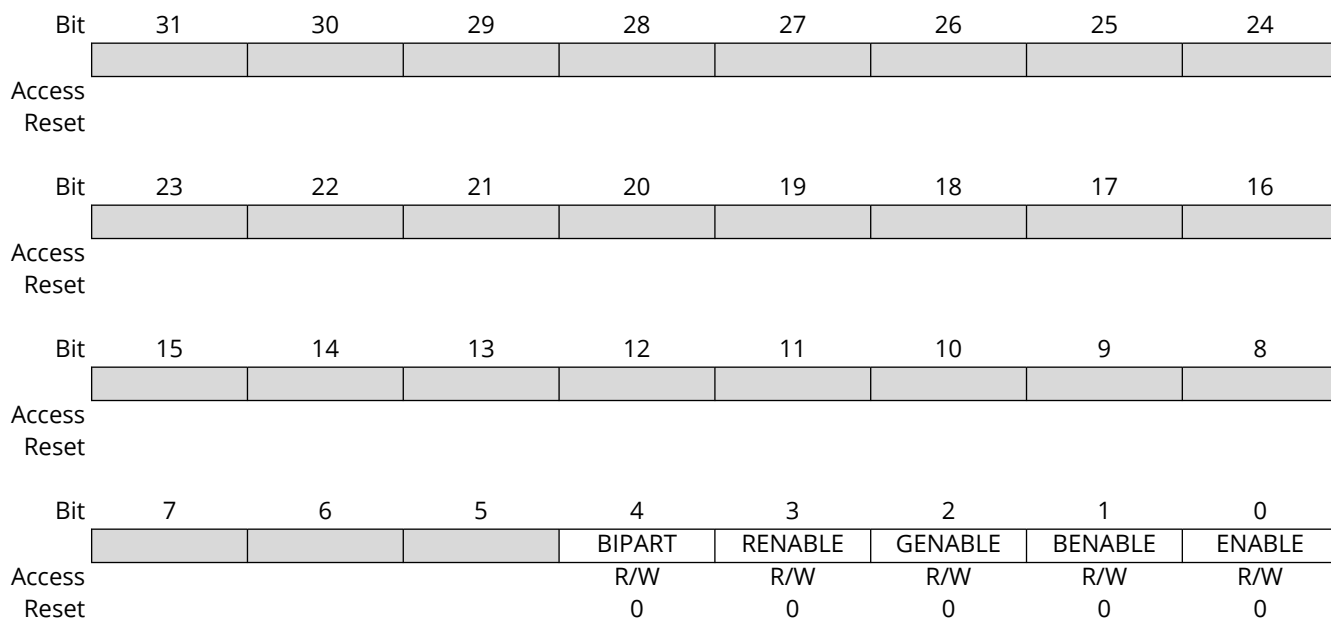 Bit 31 30 29 28 27 26 25 24
Access
Reset
Bit 23 22 21 20 19 18 17 16
Access
Reset
Bit 15 14 13 12 11 10 9 8
Access
Reset
Bit 7 6 5 4 3 2 1 0
BIPART RENABLE GENABLE BENABLE ENABLE
Access R/W R/W R/W R/W R/W
Reset 0 0 0 0 0